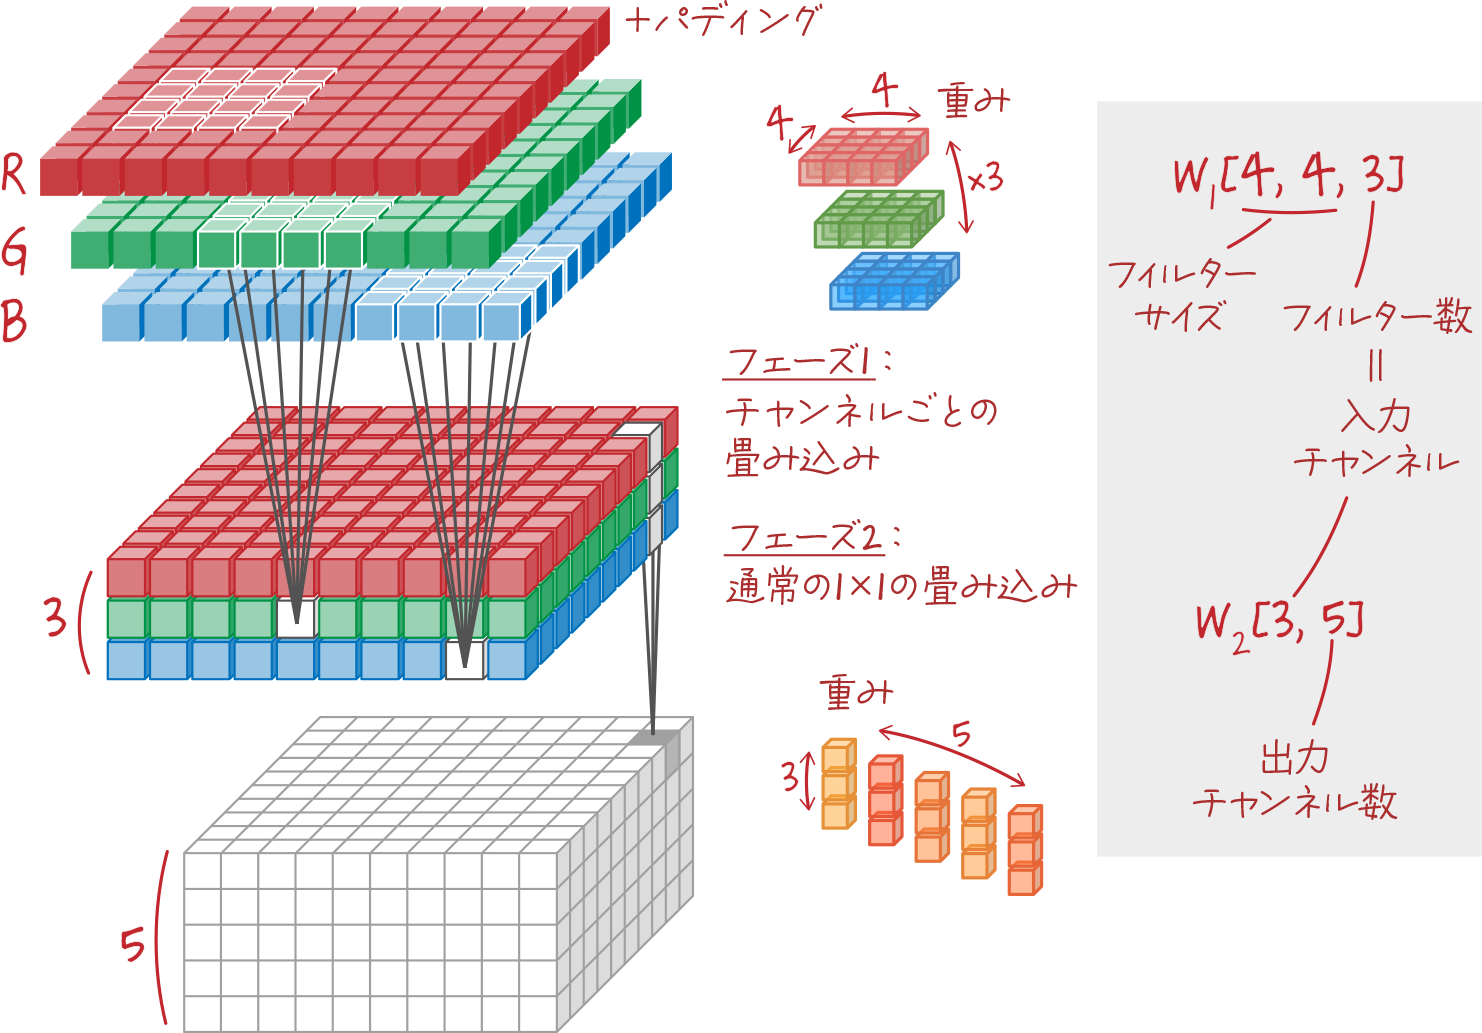 +パディング
R
G
B
4
4
重み
×3
フェーズ1:
チャンネルごとの
畳み込み
フェーズ2:
通常の1×1の畳み込み
3
5
重み
3
5
W1[4, 4, 3]
フィルター
サイズ
フィルター数
=
入力
チャンネル
W2[3, 5]
出力
チャンネル数